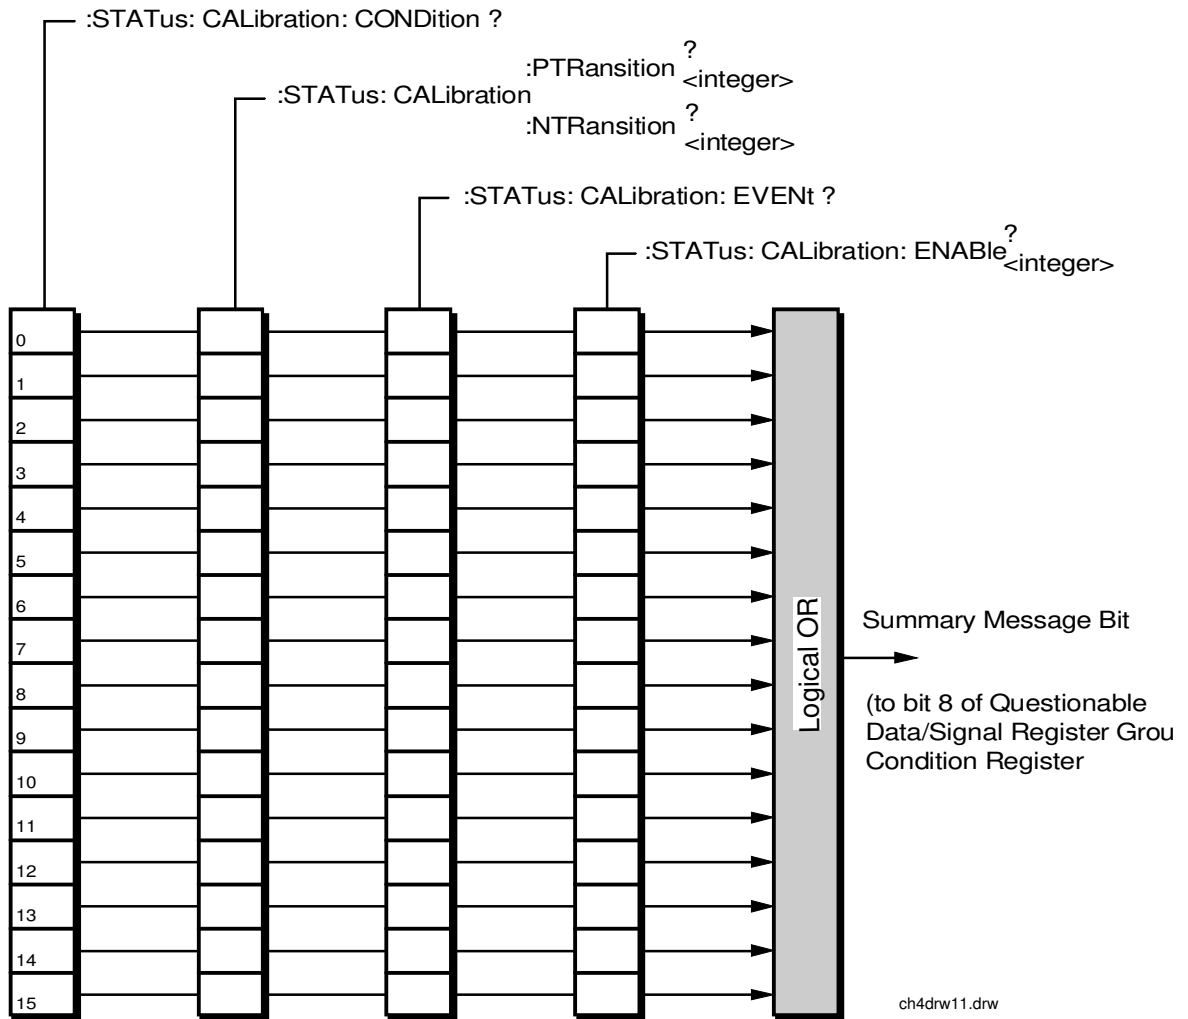 :STATus: CALibration: CONDition ?
:PTRansition ?
<integer>
:STATus: CALibration
:NTRansition ?
<integer>
:STATus: CALibration: EVENt ?
:STATus: CALibration: ENABle ?
<integer>
0
1
2
3
4
5
6
7
8
9
10
11
12
13
14
15
Logical OR
Summary Message Bit
(to bit 8 of Questionable
Data/Signal Register Grou
Condition Register
ch4drw11.drw